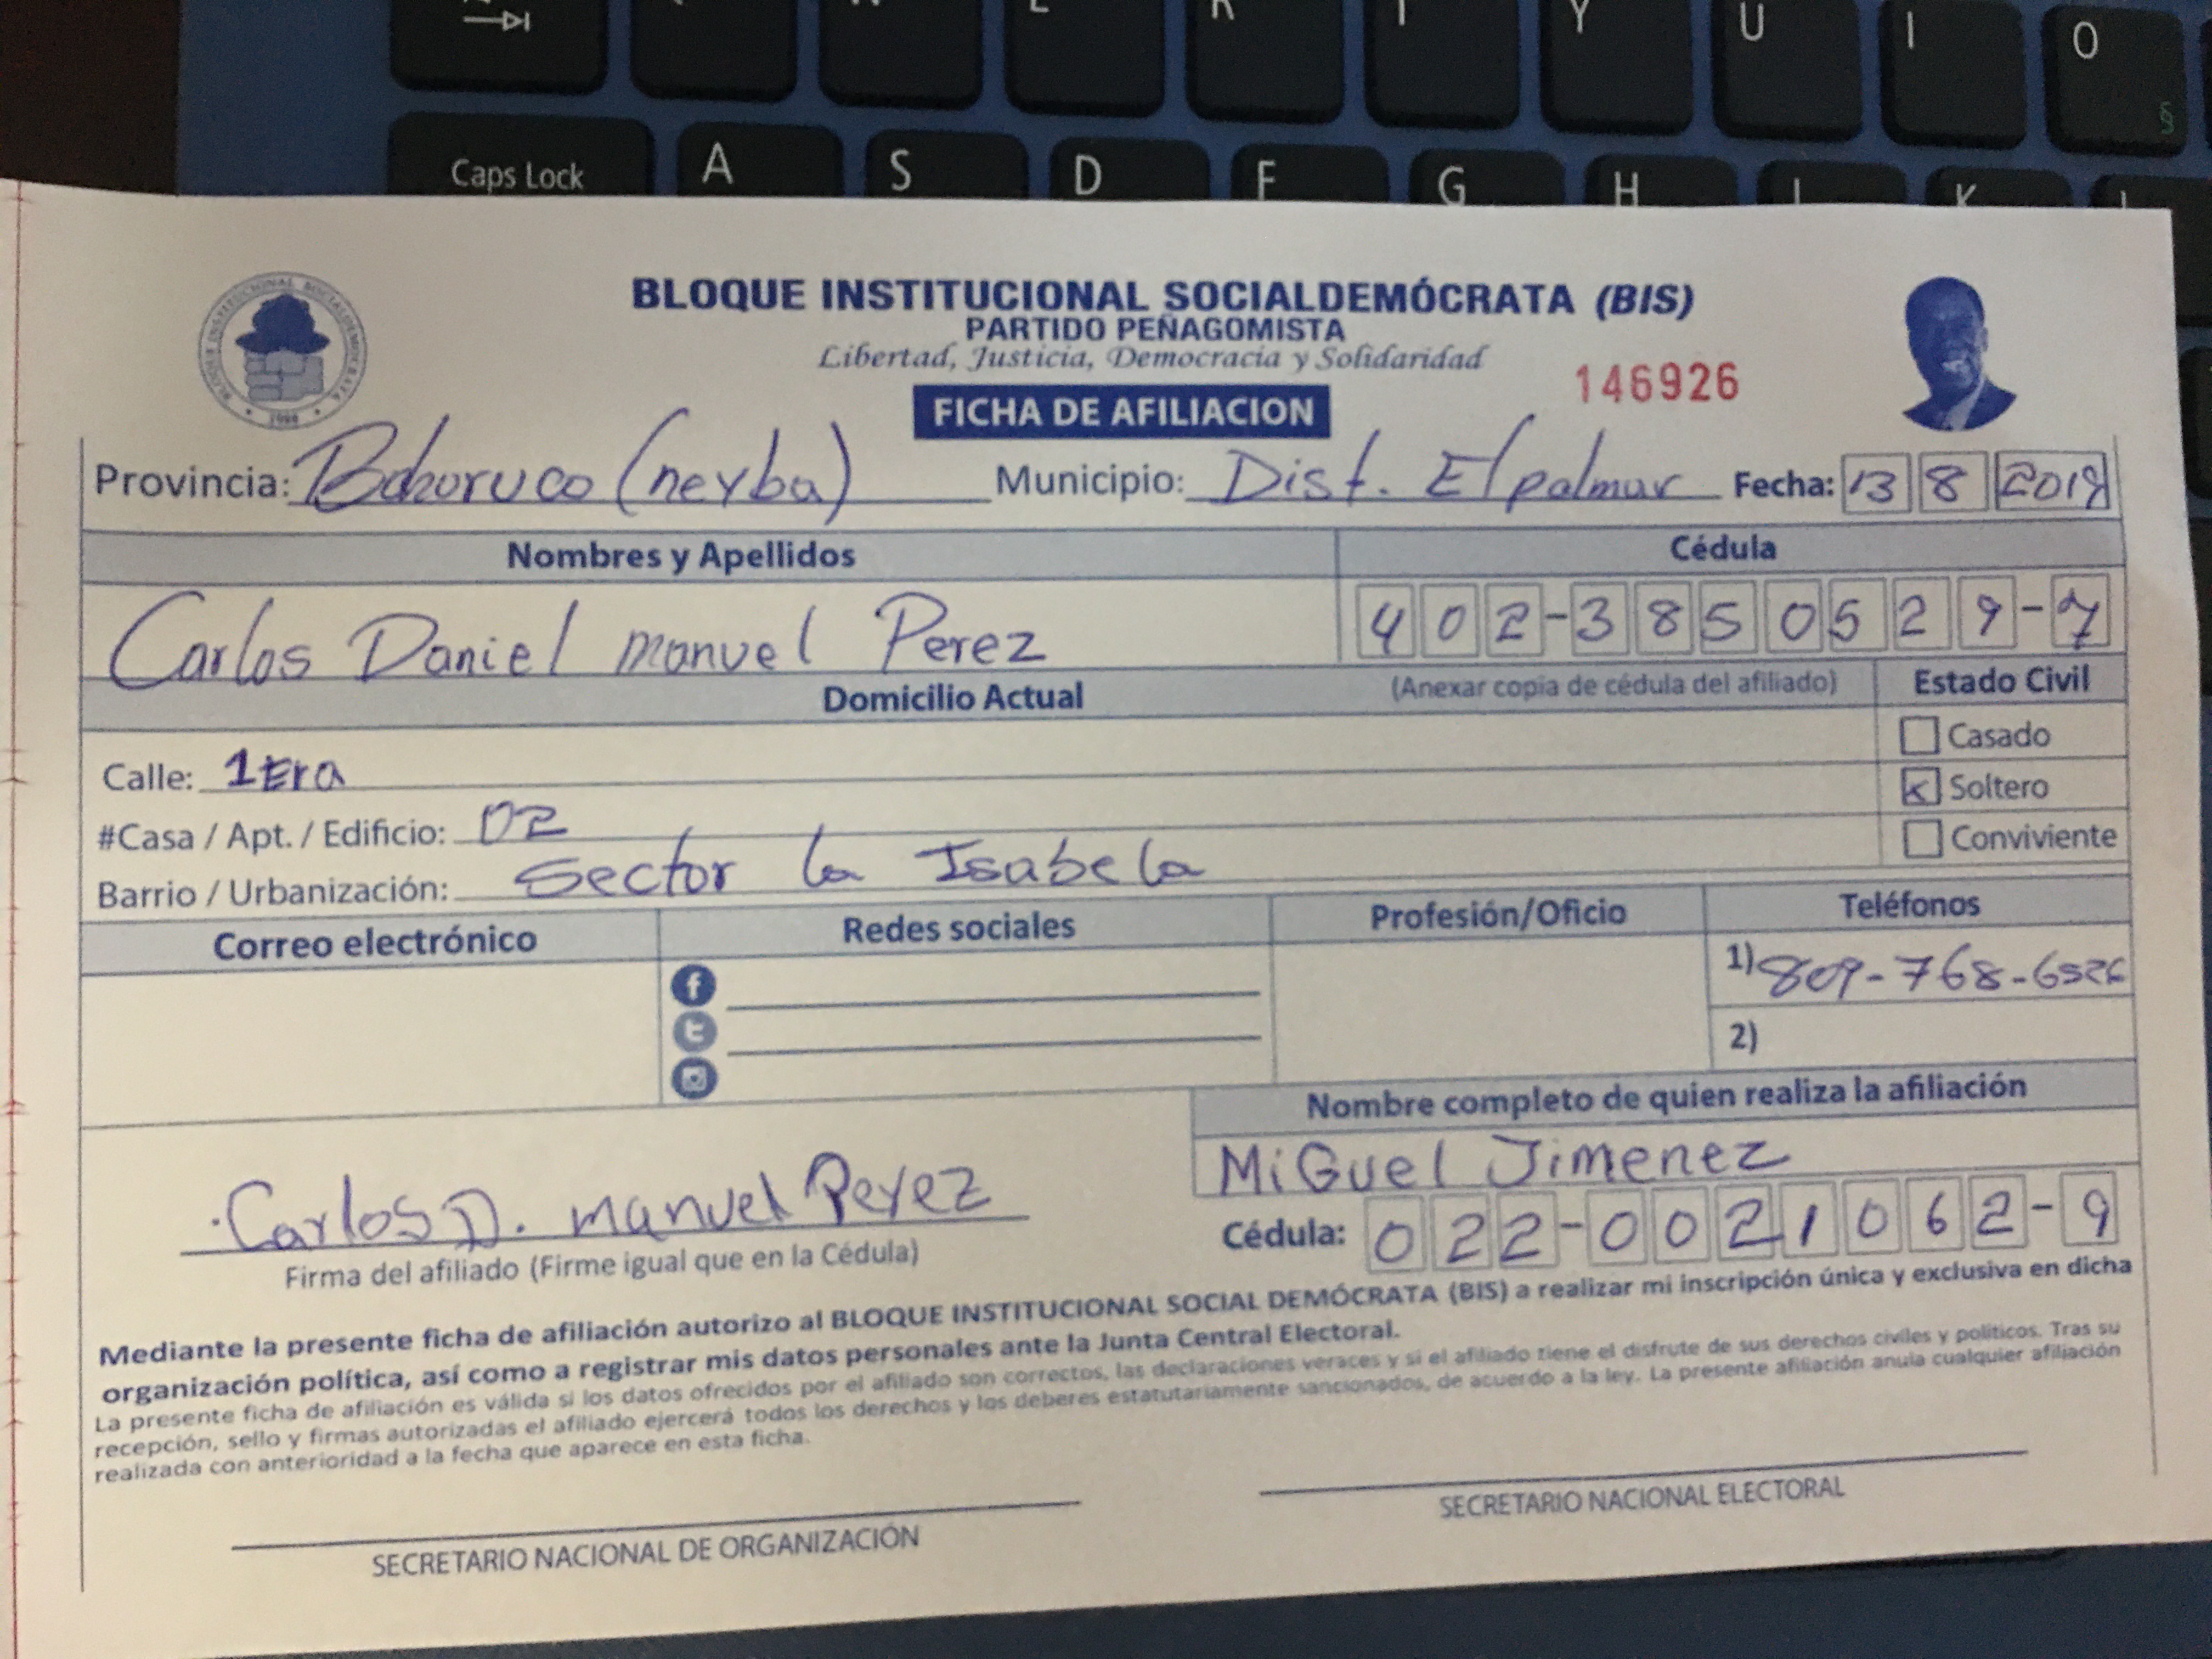 Caps Lock
A S D F G H
R Y U I O
§
BLOQUE INSTITUCIONAL SOCIALDEMÓCRATA
BLOQUE INSTITUCIONAL SOCIALDEMÓCRATA (BIS)
PARTIDO PEÑAGOMISTA
Libertad, Justicia, Democracia y Solidaridad
146926
FICHA DE AFILIACION
Provincia: Bahoruco (neyba) Municipio: Dist. El palmar Fecha: 13 8 2018
Nombres y Apellidos Cédula
Carlos Daniel manuel Perez 402-3850529-7
Domicilio Actual (Anexar copia de cédula del afiliado) Estado Civil
Casado
Calle: 1Era
Soltero
#Casa / Apt. / Edificio: 02
Conviviente
Barrio / Urbanización: Sector la Isabela
Correo electrónico Redes sociales Profesión/Oficio Teléfonos
1) 809-768-6526
2)
Nombre completo de quien realiza la afiliación
MiGuel Jimenez
Carlos D. manuel Perez
Cédula: 022-0021062-9
Firma del afiliado (Firme igual que en la Cédula)
Mediante la presente ficha de afiliación autorizo al BLOQUE INSTITUCIONAL SOCIAL DEMÓCRATA (BIS) a realizar mi inscripción única y exclusiva en dicha
organización política, así como a registrar mis datos personales ante la Junta Central Electoral.
La presente ficha de afiliación es válida si los datos ofrecidos por el afiliado son correctos, las declaraciones veraces y si el afiliado tiene el disfrute de sus derechos civiles y políticos. Tras su
recepción, sello y firmas autorizadas el afiliado ejercerá todos los derechos y los deberes estatutariamente sancionados, de acuerdo a la ley. La presente afiliación anula cualquier afiliación
realizada con anterioridad a la fecha que aparece en esta ficha.
SECRETARIO NACIONAL DE ORGANIZACIÓN
SECRETARIO NACIONAL ELECTORAL